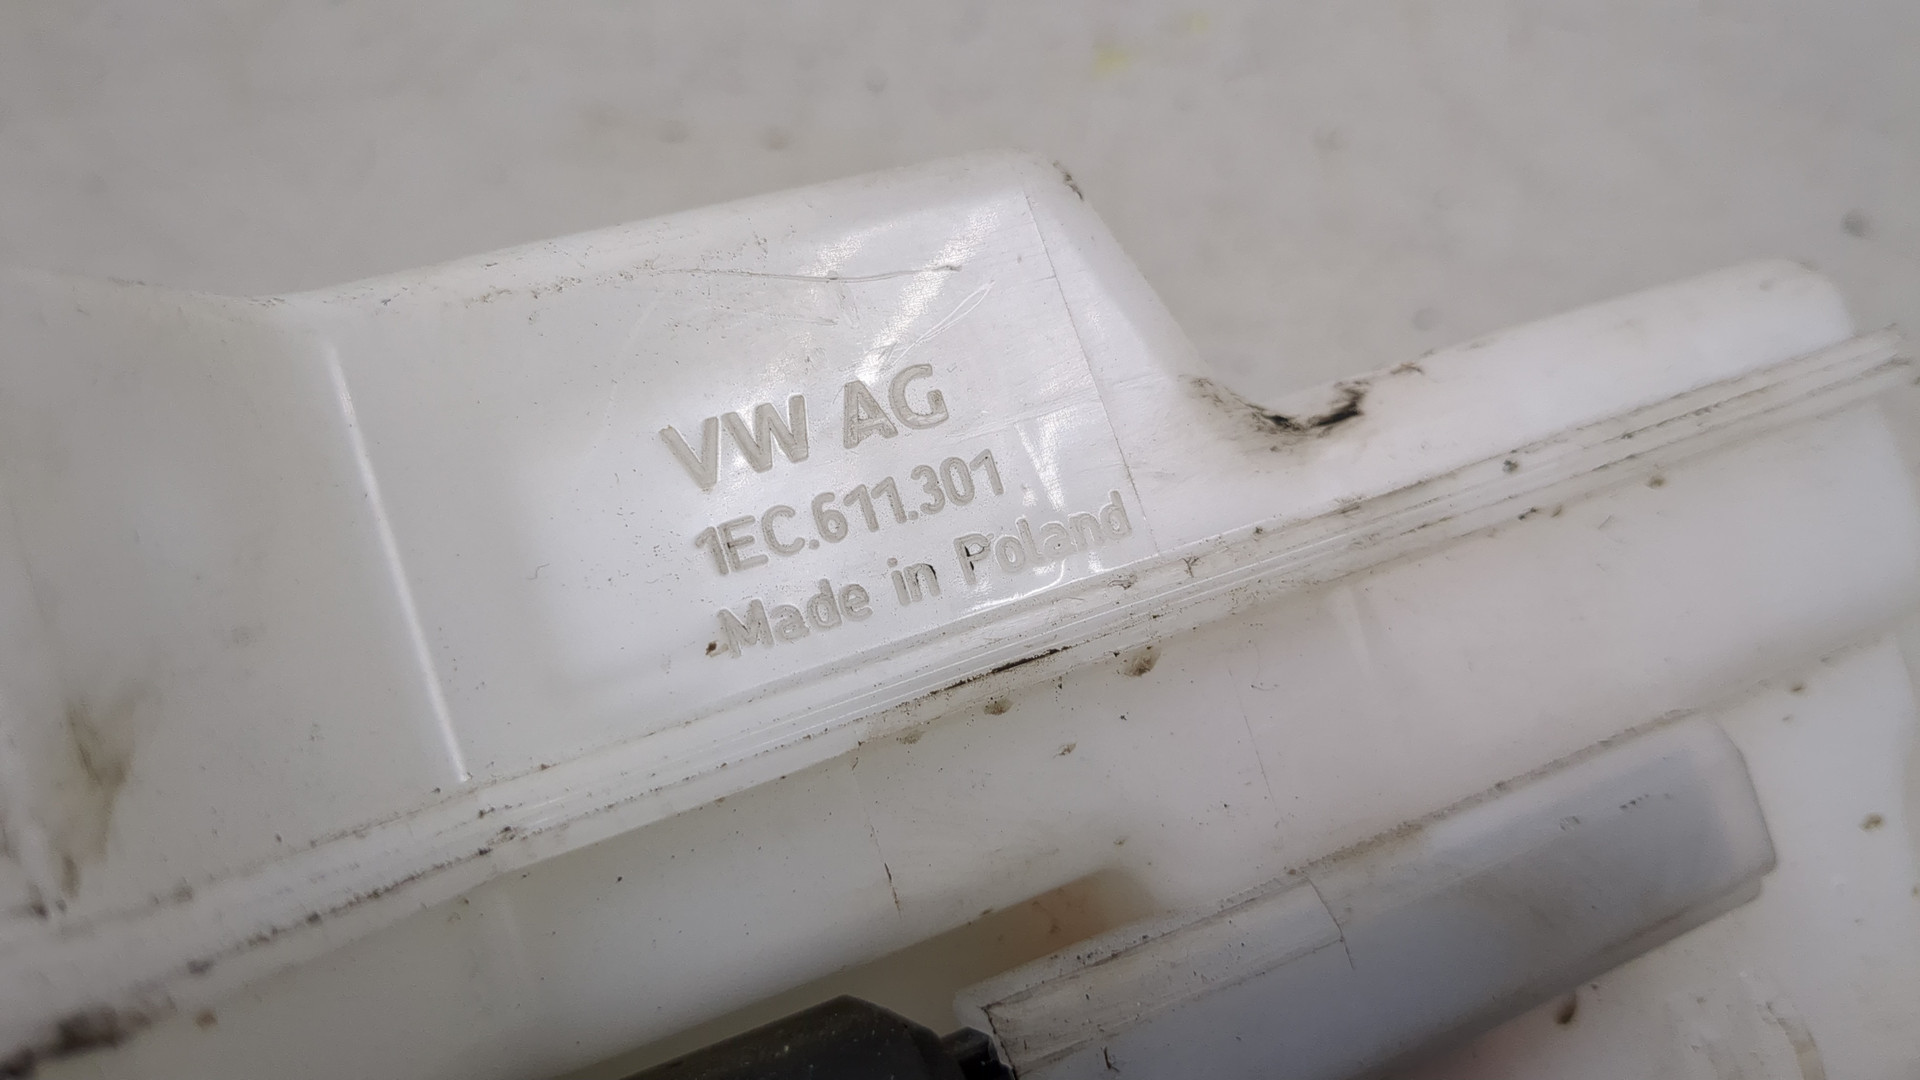 VW AG
1EC.611.301
Made in Poland